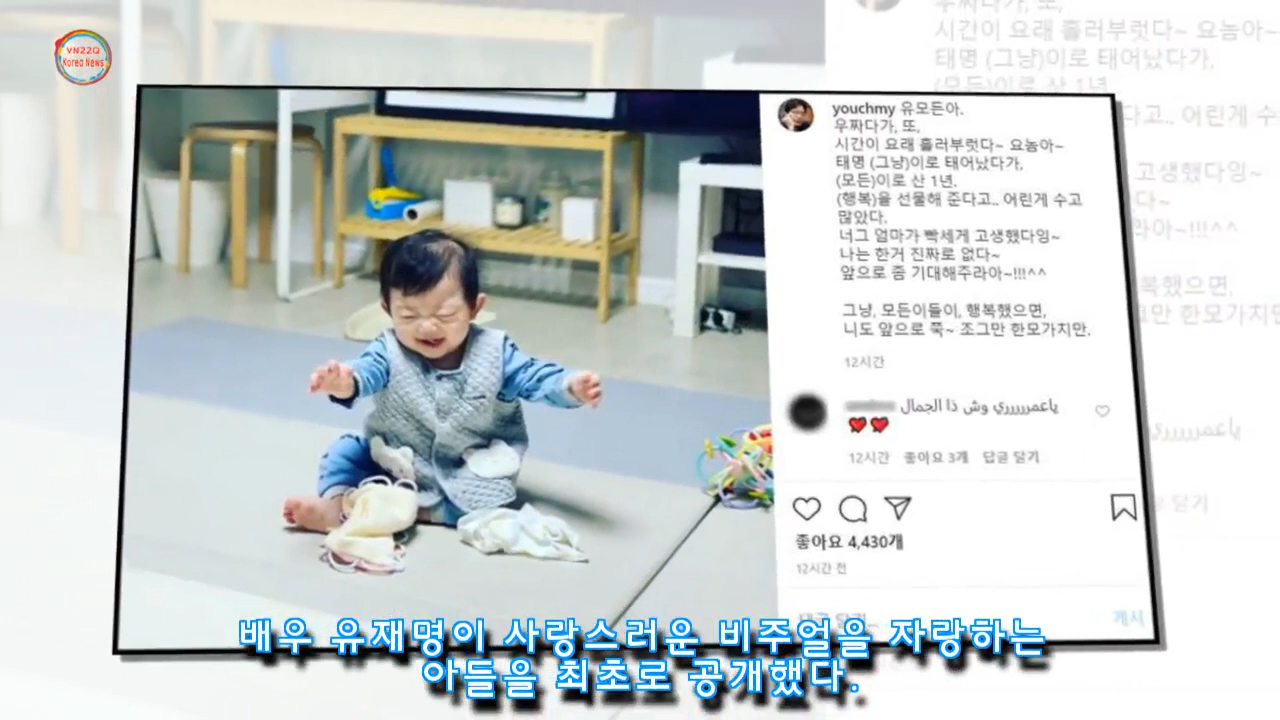 VN22Q
Korea News
youchmy 유모든아.
우짜다가, 또,
시간이 요래 흘러부럿다~ 요놈아~
태명 (그냥)이로 태어났다가,
(모든)이로 산 1년.
(행복)을 선물해 준다고.. 어린게 수고
많았다.
너그 엄마가 빡세게 고생했다잉~
나는 한거 진짜로 없다~
앞으로 줌 기대해주라아~!!!^^
그냥, 모든이들이, 행복했으면,
니도 앞으로 쭉~ 조그만 한모가지만.
12시간
ياعمررررري وش ذا الجمال
12시간 좋아요 3개 답글 달기
좋아요 4,430개
12시간 전
게시
배우 유재명이 사랑스러운 비주얼을 자랑하는
아들을 최초로 공개했다.